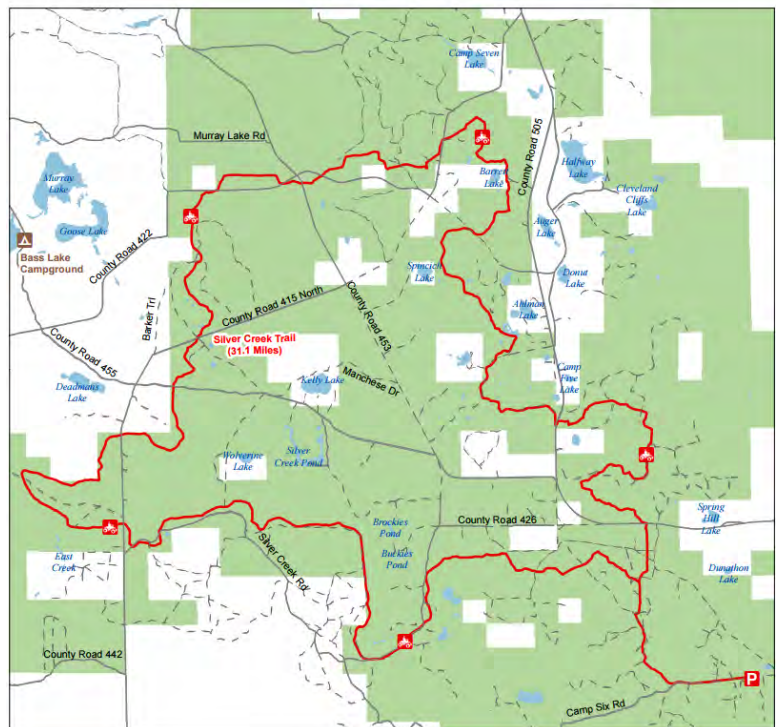 Camp Seven
Lake
Murray Lake Rd
County Road 505
Halfway
Lake
Murray
Lake
Barret
Lake
Cleveland
Cliffs
Lake
Goose Lake
Auger
Lake
Bass Lake
Campground
County Road 422
Spincich
Lake
Donut
Lake
Barker Trl
County Road 415 North
County Road 453
Ahlman
Lake
Silver Creek Trail
(31.1 Miles)
County Road 455
Camp
Five
Lake
Deadmans
Lake
Kelly Lake
Manchese Dr
Wolverine
Lake
Silver
Creek Pond
Spring
Hill
Lake
Brockies
Pond
County Road 426
Silver Creek Rd
East
Creek
Buckies
Pond
Dunathon
Lake
County Road 442
P
Camp Six Rd